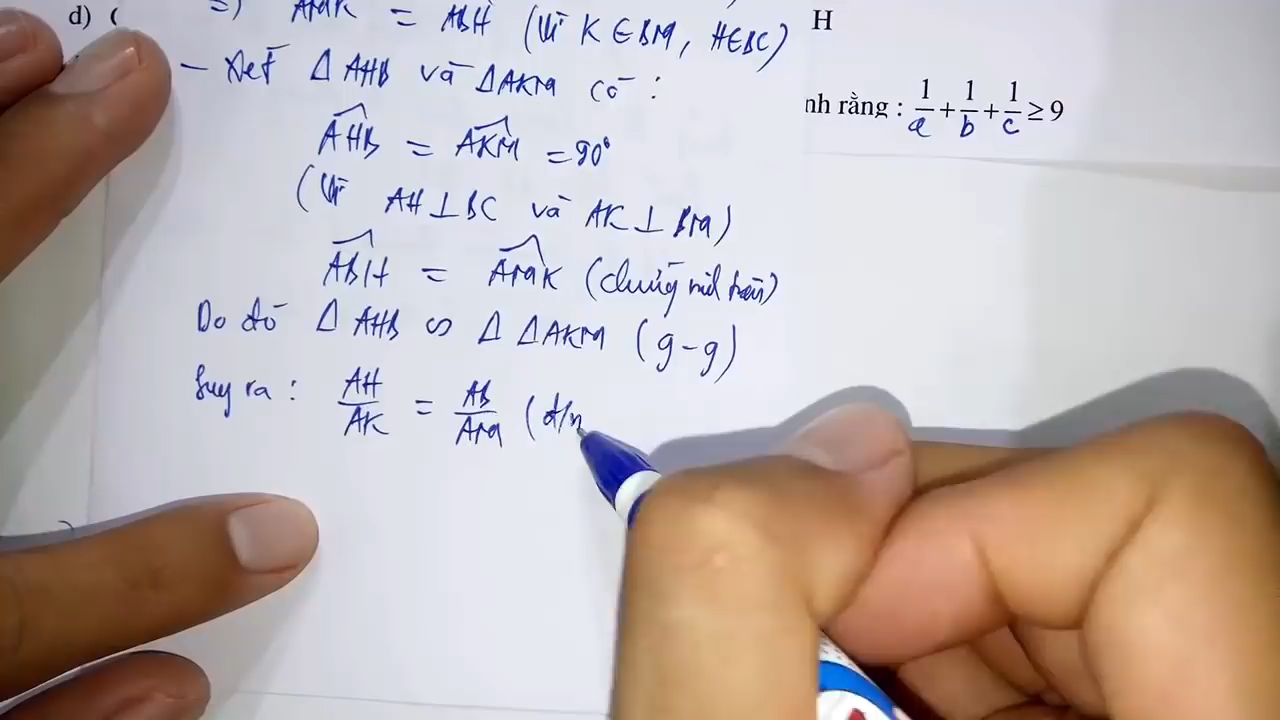 d) (
=) AMK = ABH (Vì K ∈ BM, H∈BC)
H
- Xét Δ AHB và ΔAKM có :
nh rằng : 1/a + 1/b + 1/c ≥ 9
AHB = AKM = 90°
(Vì AH ⊥ BC và AK ⊥ BM)
ABH = AMK (chứng minh trên)
Do đó Δ AHB ∽ Δ ΔAKM (g-g)
Suy ra : AH/AK = AB/AM (đ/n